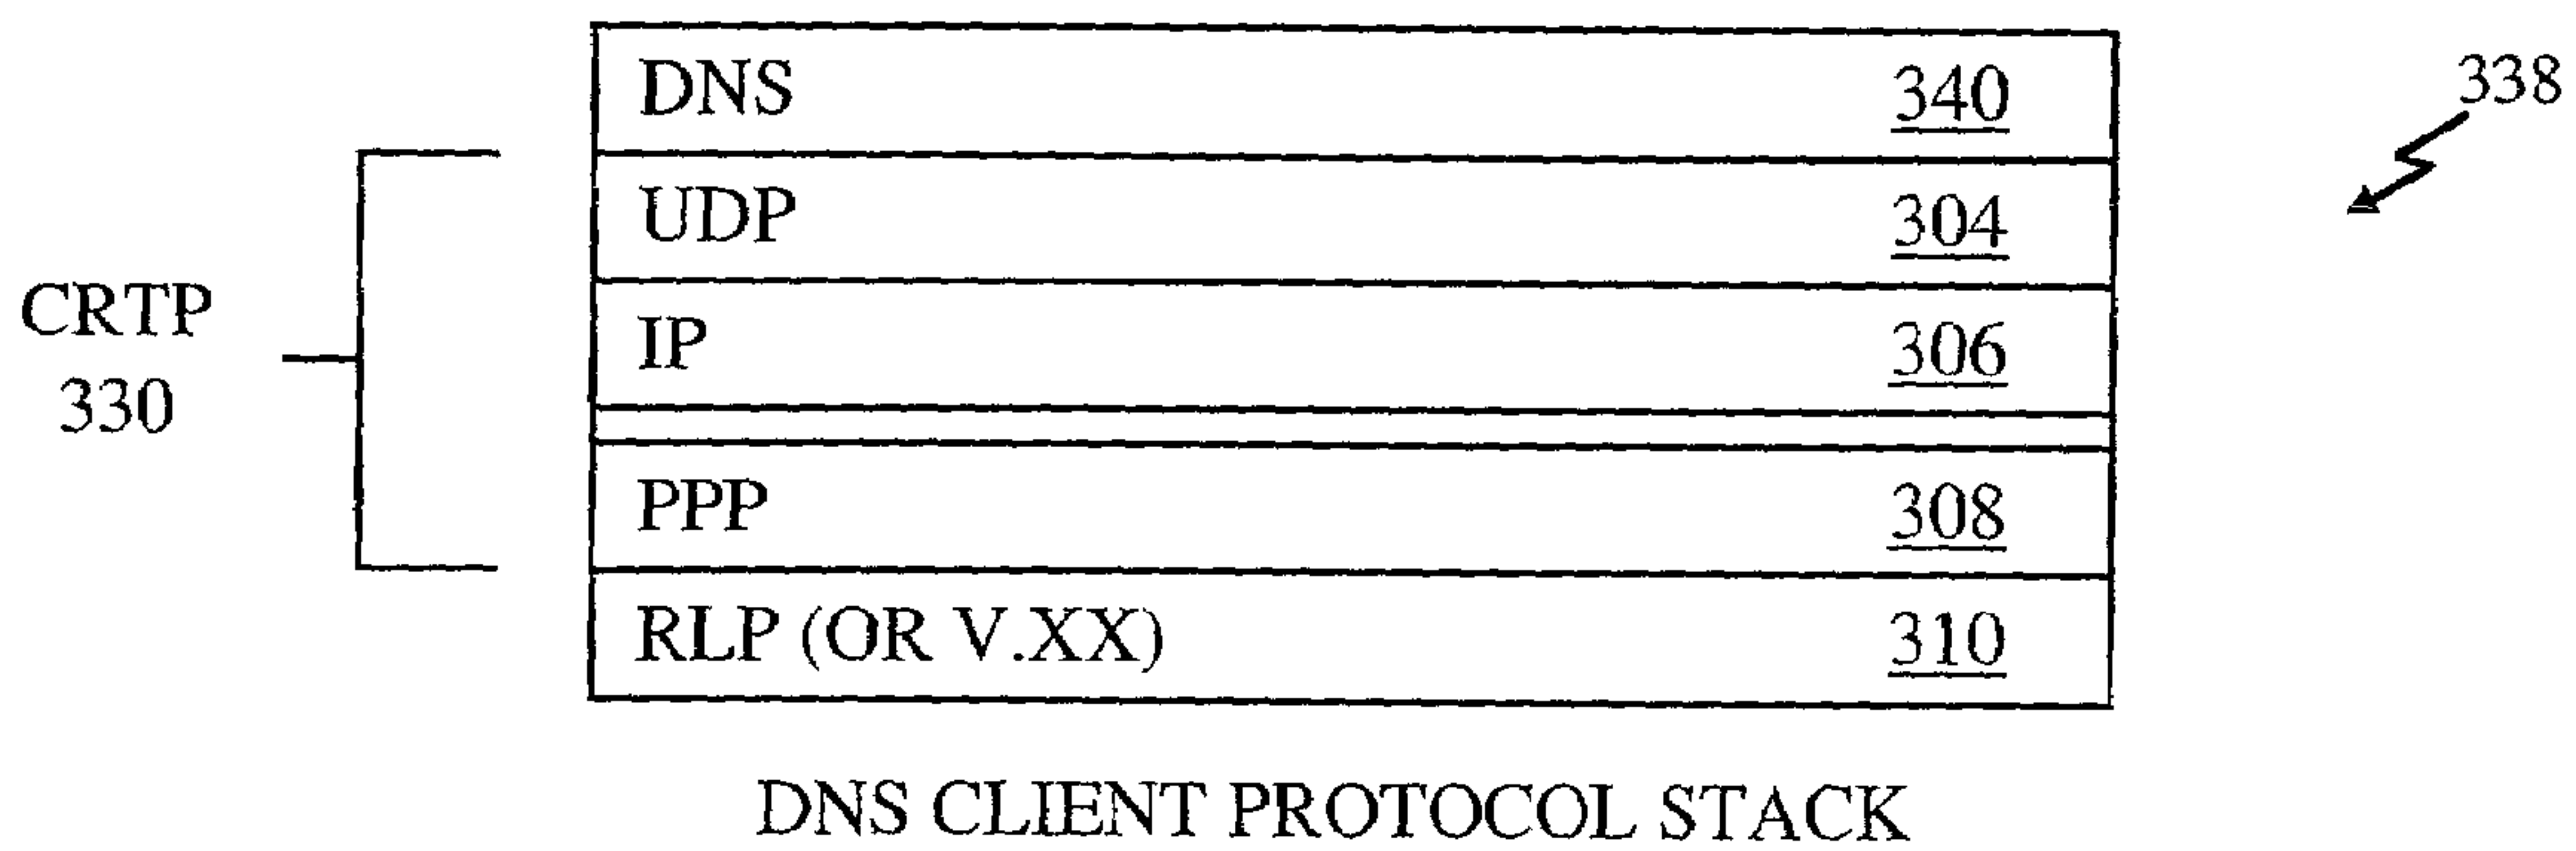 DNS 340
338
UDP 304
CRTP
330
IP 306
PPP 308
RLP (OR V.XX) 310
DNS CLIENT PROTOCOL STACK